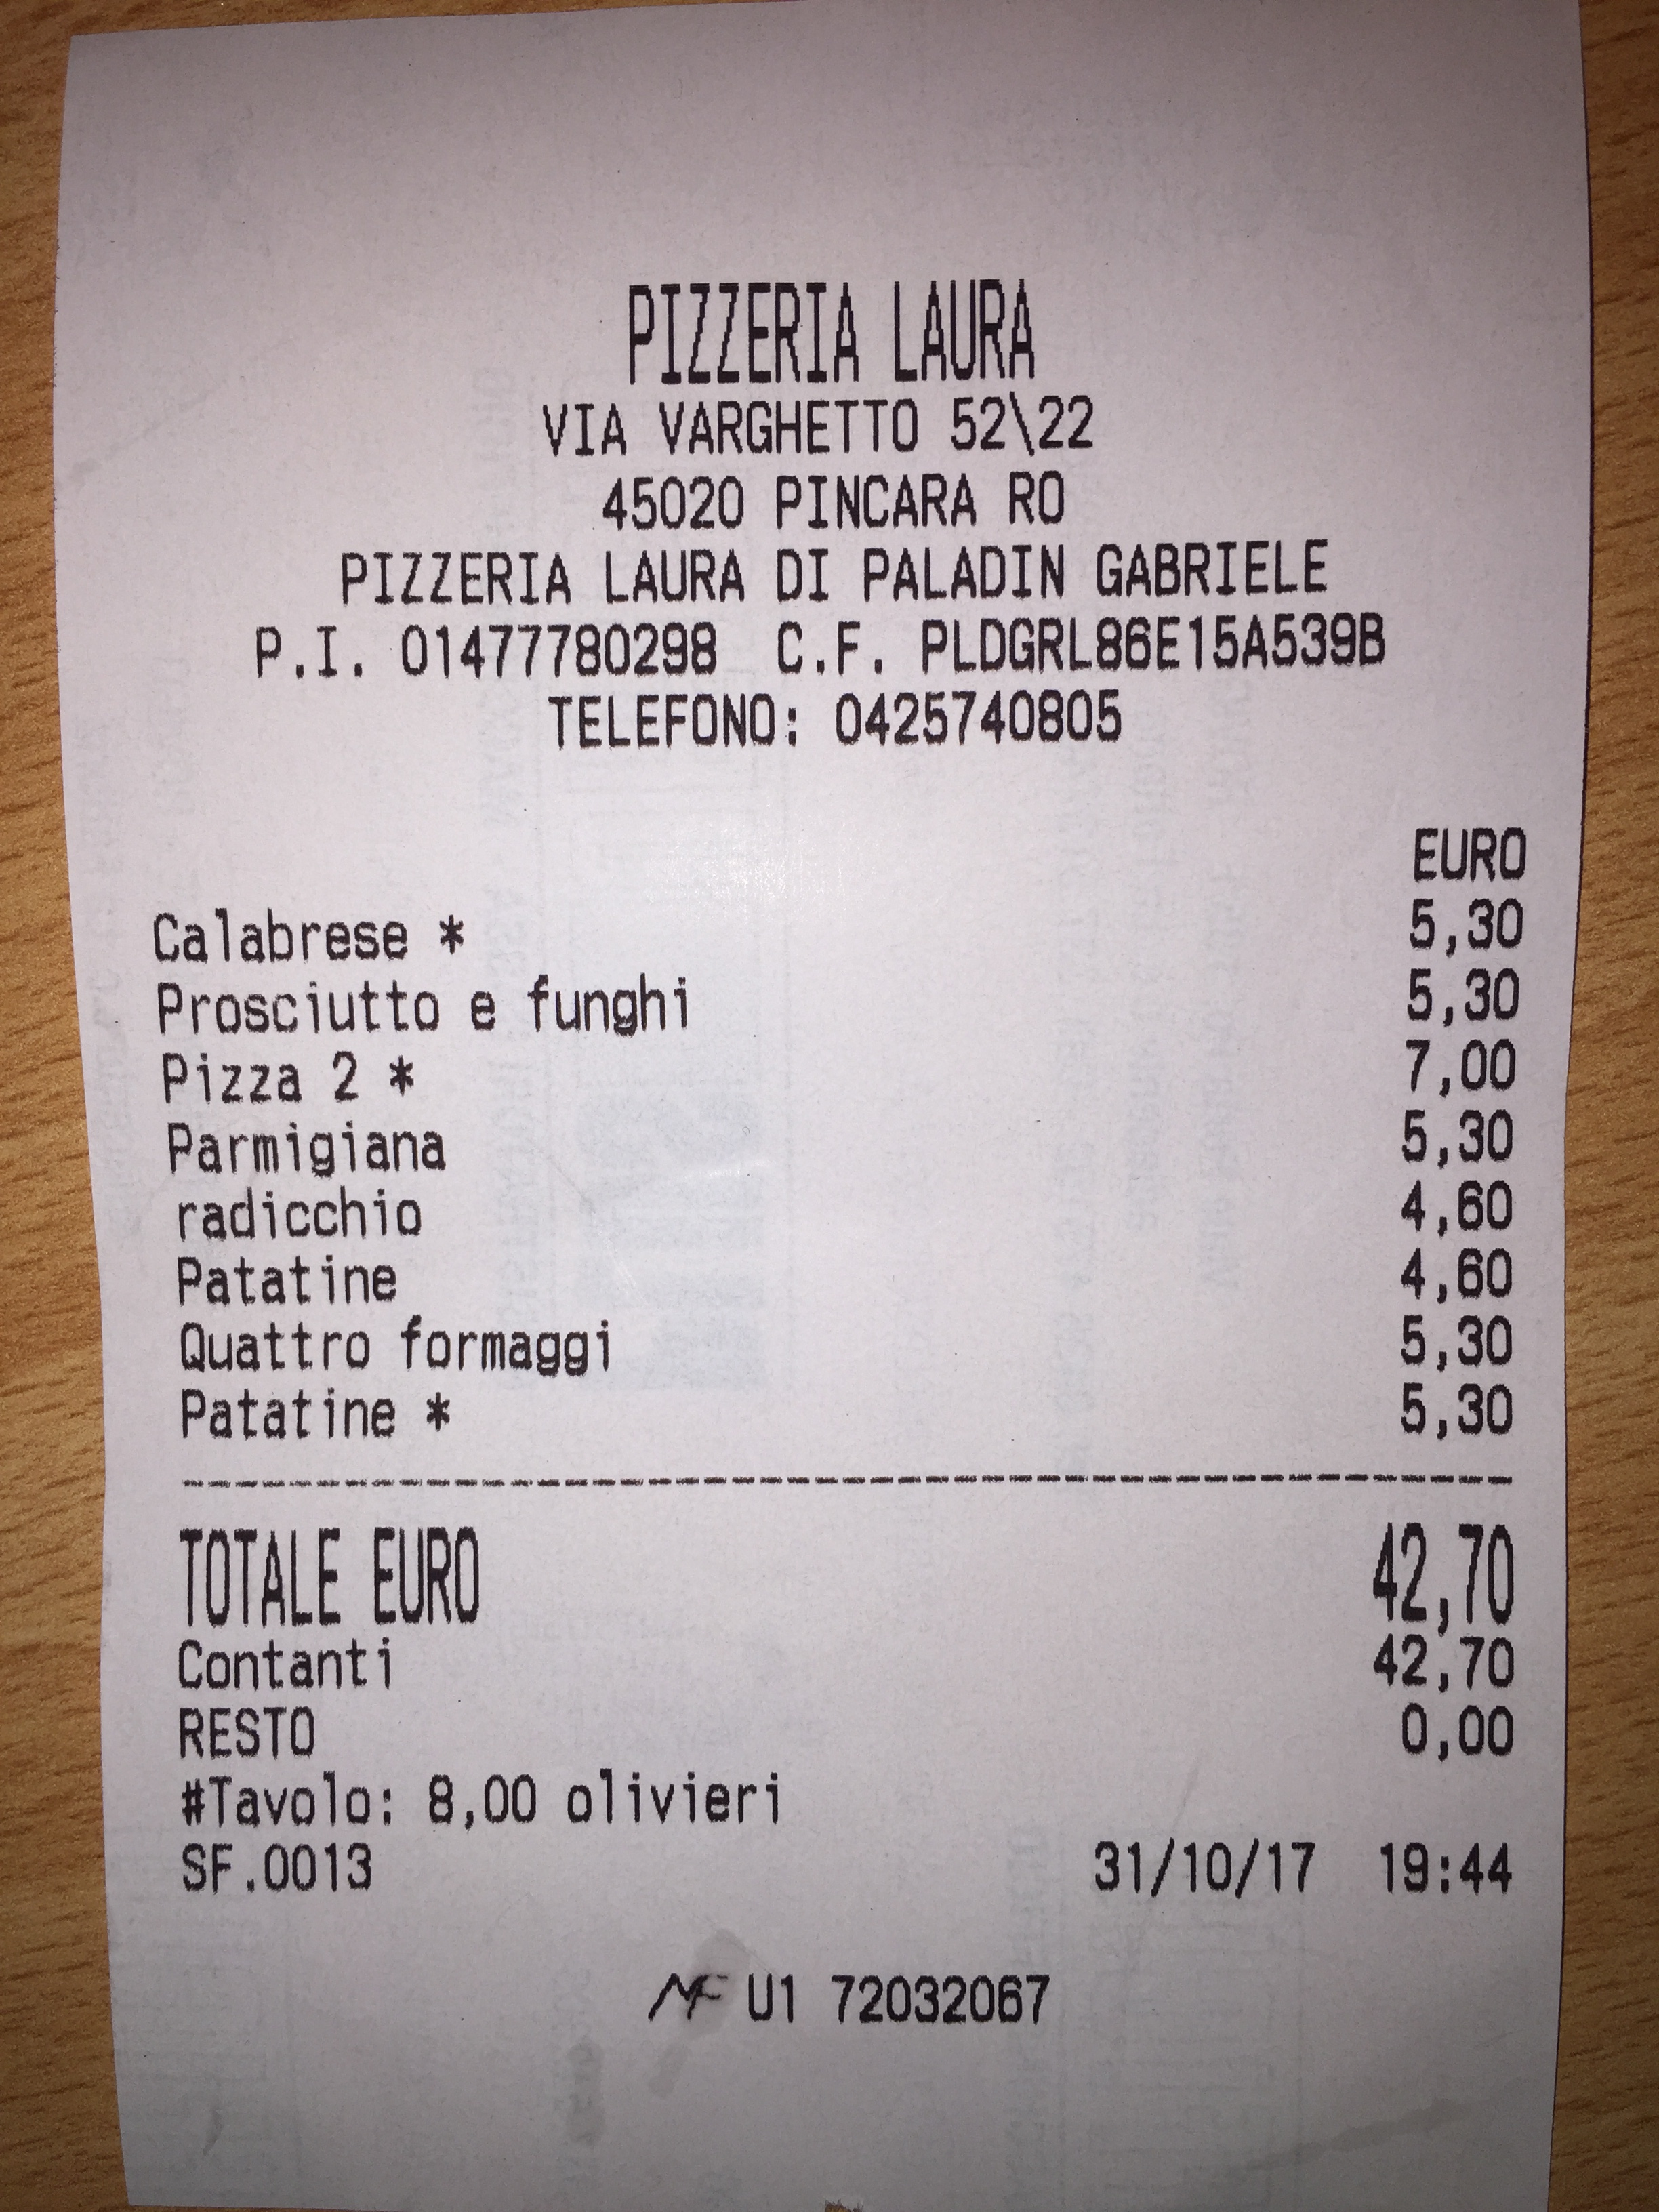 PIZZERIA LAURA
VIA VARGHETTO 52\22
45020 PINCARA RO
PIZZERIA LAURA DI PALADIN GABRIELE
P.I. 01477780298 C.F. PLDGRL86E15A539B
TELEFONO: 0425740805
EURO
Calabrese * 5,30
Prosciutto e funghi 5,30
Pizza 2 * 7,00
Parmigiana 5,30
radicchio 4,60
Patatine 4,60
Quattro formaggi 5,30
Patatine * 5,30
TOTALE EURO 42,70
Contanti 42,70
RESTO 0,00
#Tavolo: 8,00 olivieri
SF.0013 31/10/17 19:44
MF U1 72032067